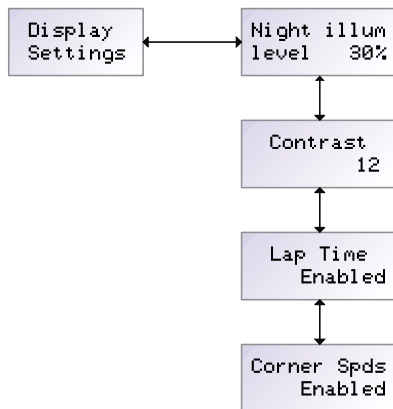 Display
Settings
Night illum
level 30%
Contrast
12
Lap Time
Enabled
Corner Spds
Enabled